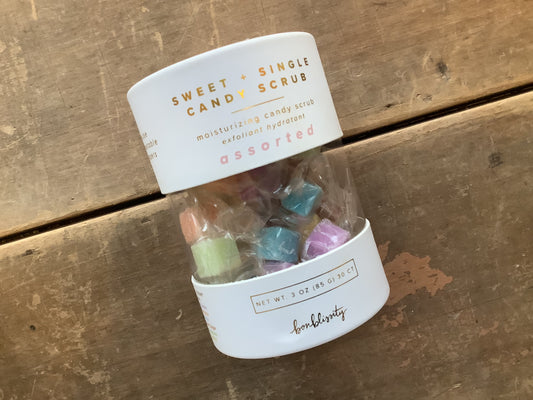 SWEET + SINGLE
CANDY SCRUB
moisturizing candy scrub
exfoliant hydratant
assorted
NET WT. 3 OZ (85 G) 30 CT
bonblissity